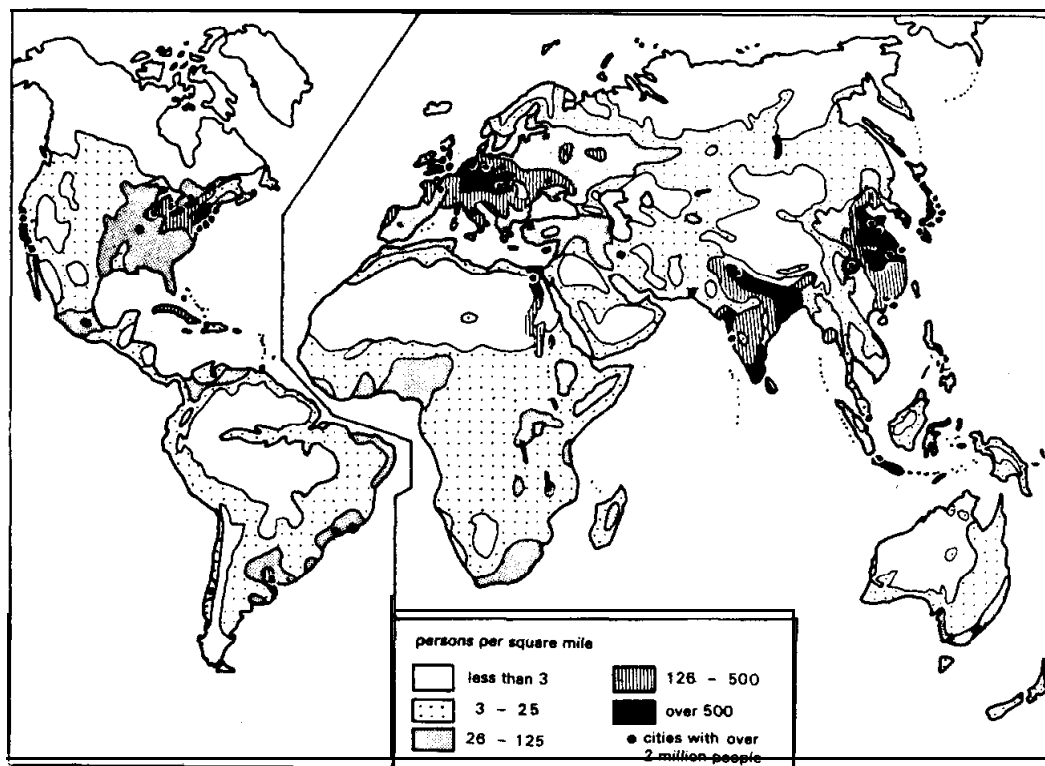 persons per square mile
less than 3
3 - 25
26 - 125
126 - 500
over 500
cities with over
2 million people